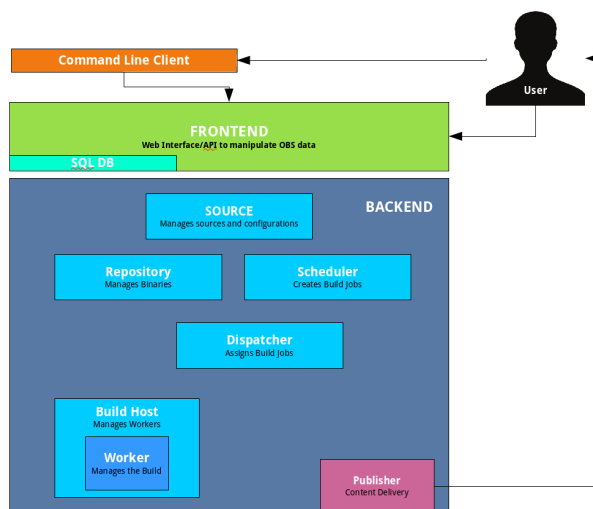 Command Line Client
User
FRONTEND
Web Interface/API to manipulate OBS data
SQL DB
BACKEND
SOURCE
Manages sources and configurations
Repository
Manages Binaries
Scheduler
Creates Build Jobs
Dispatcher
Assigns Build Jobs
Build Host
Manages Workers
Worker
Manages the Build
Publisher
Content Delivery